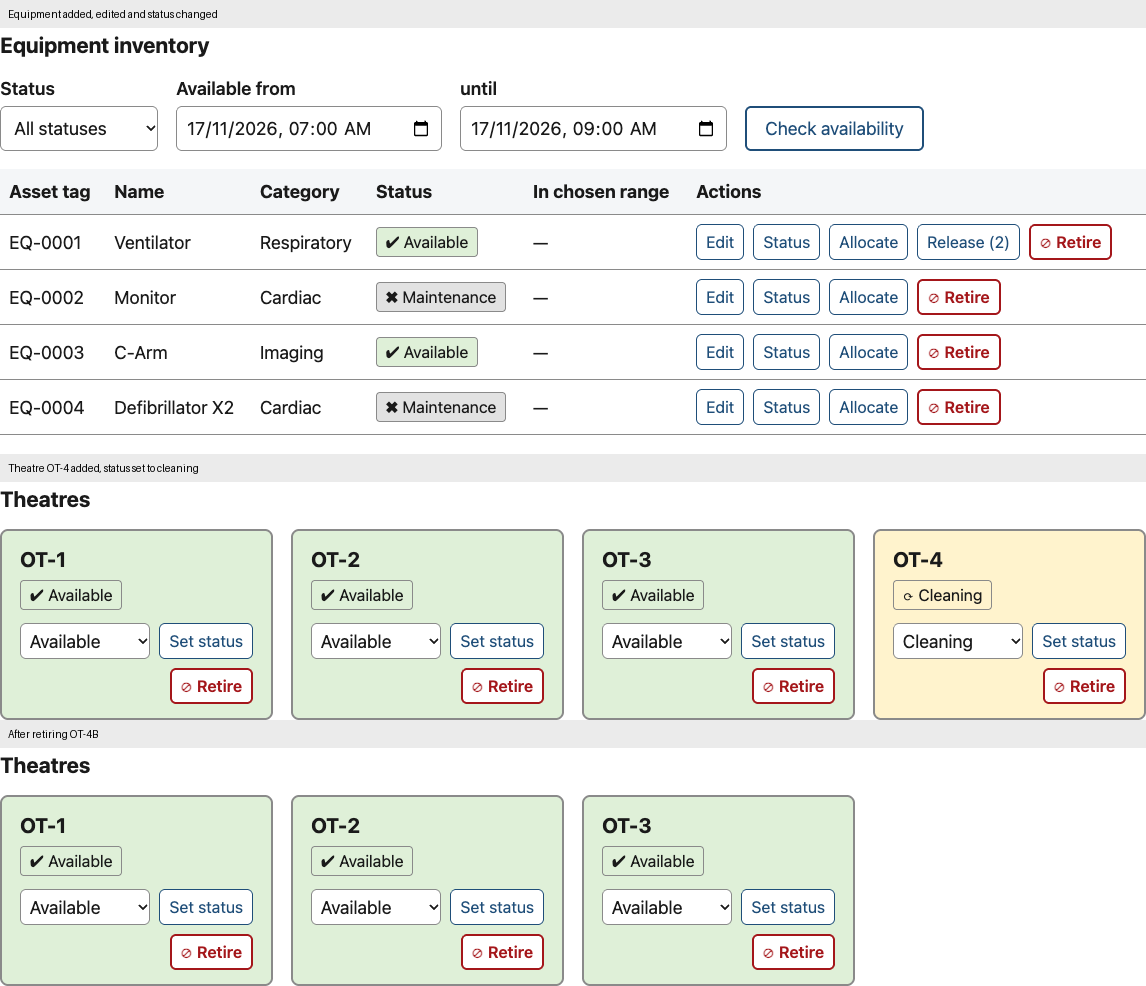 Equipment added, edited and status changed
Equipment inventory
Status Available from until
All statuses 17/11/2026, 07:00 AM 17/11/2026, 09:00 AM Check availability
Asset tag Name Category Status In chosen range Actions
EQ-0001 Ventilator Respiratory ✔ Available — Edit Status Allocate Release (2) ⊘ Retire
EQ-0002 Monitor Cardiac ✖ Maintenance — Edit Status Allocate ⊘ Retire
EQ-0003 C-Arm Imaging ✔ Available — Edit Status Allocate ⊘ Retire
EQ-0004 Defibrillator X2 Cardiac ✖ Maintenance — Edit Status Allocate ⊘ Retire
Theatre OT-4 added, status set to cleaning
Theatres
OT-1 OT-2 OT-3 OT-4
✔ Available ✔ Available ✔ Available ⟳ Cleaning
Available Set status Available Set status Available Set status Cleaning Set status
⊘ Retire ⊘ Retire ⊘ Retire ⊘ Retire
After retiring OT-4B
Theatres
OT-1 OT-2 OT-3
✔ Available ✔ Available ✔ Available
Available Set status Available Set status Available Set status
⊘ Retire ⊘ Retire ⊘ Retire